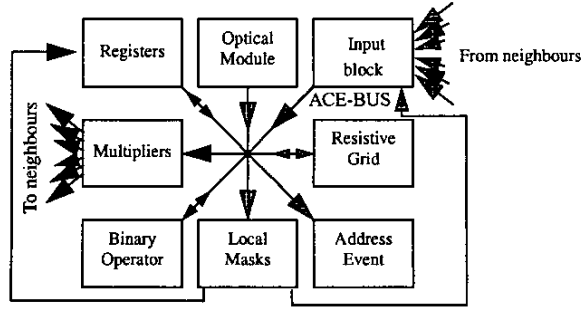 Registers
Optical
Module
Input
block
From neighbours
ACE-BUS
To neighbours
Multipliers
Resistive
Grid
Binary
Operator
Local
Masks
Address
Event